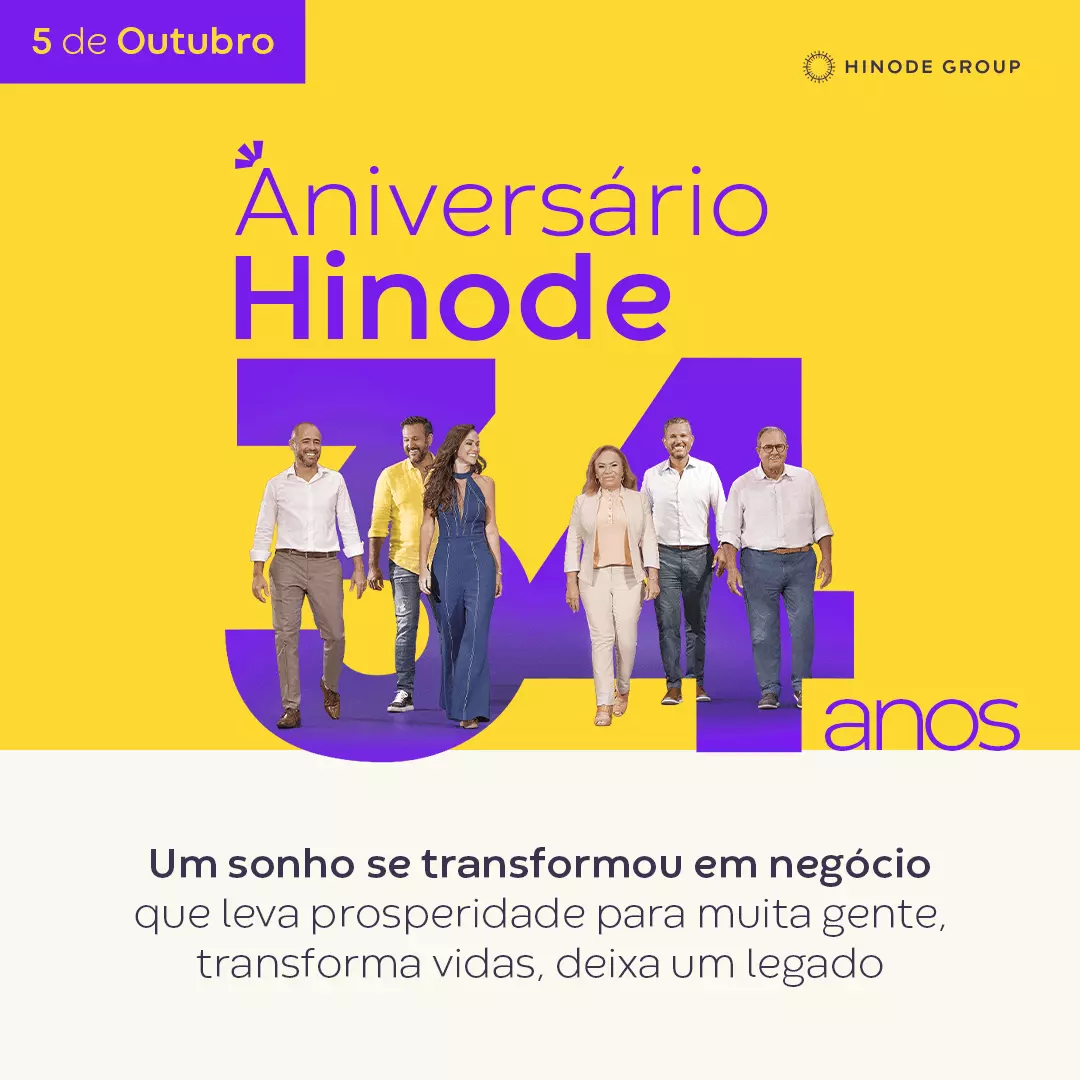 5 de Outubro
HINODE GROUP
Aniversário
Hinode
34
anos
Um sonho se transformou em negócio
que leva prosperidade para muita gente,
transforma vidas, deixa um legado